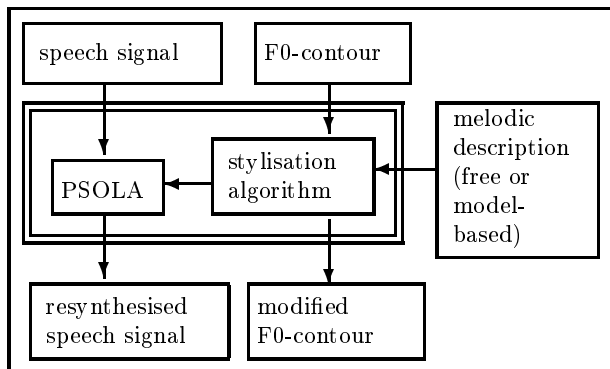 speech signal
F0-contour
melodic
description
(free or
model-
based)
stylisation
algorithm
PSOLA
resynthesised
speech signal
modified
F0-contour